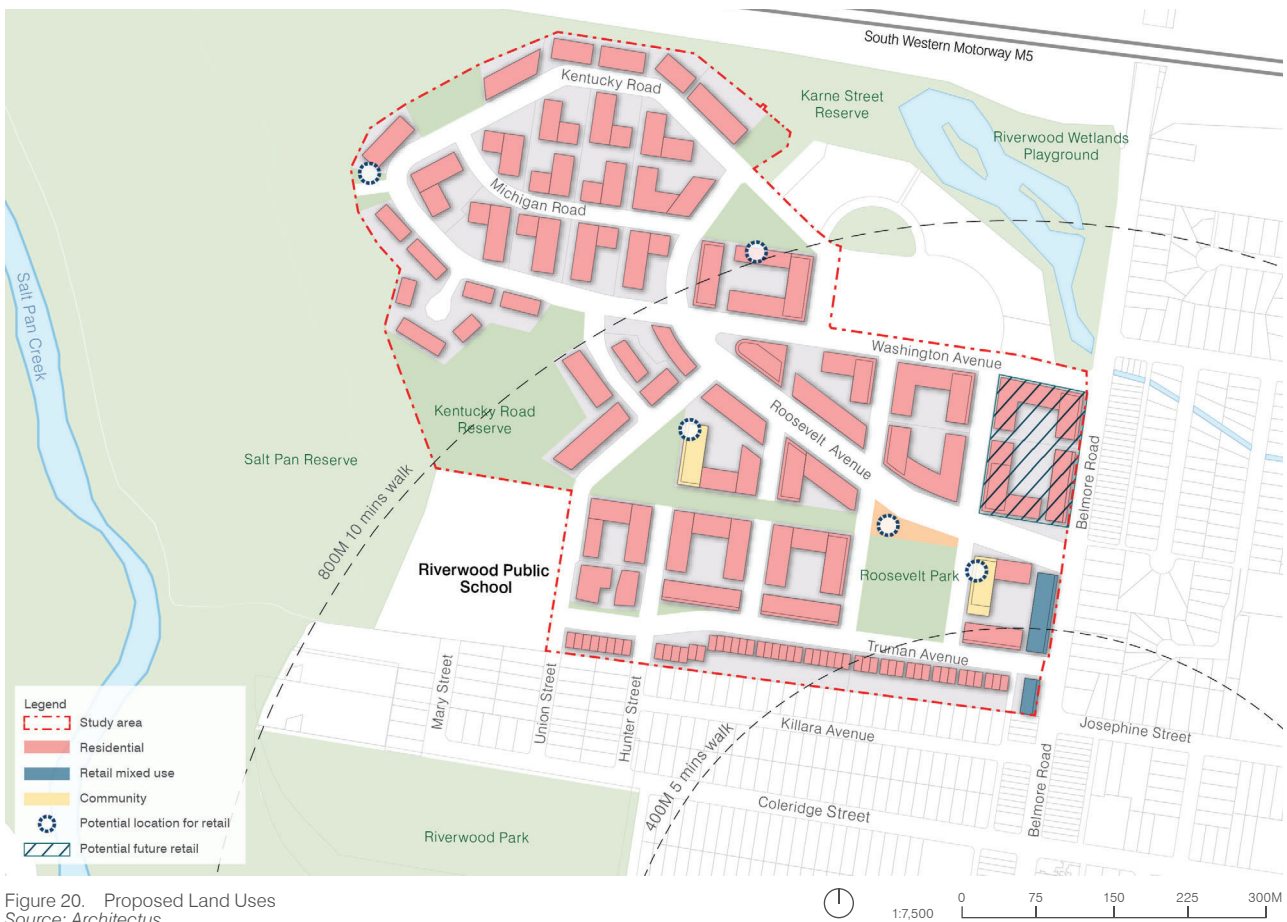 South Western Motorway M5
Kentucky Road
Karne Street
Reserve
Riverwood Wetlands
Playground
Michigan Road
Salt Pan Creek
Washington Avenue
Kentucky Road
Reserve
Roosevelt Avenue
Salt Pan Reserve
Belmore Road
800M 10 mins walk
Riverwood Public
School
Roosevelt Park
Truman Avenue
Mary Street
Union Street
Hunter Street
Killara Avenue
Josephine Street
400M 5 mins walk
Coleridge Street
Belmore Road
Riverwood Park
Legend
Study area
Residential
Retail mixed use
Community
Potential location for retail
Potential future retail
Figure 20. Proposed Land Uses
Source: Architectus
1:7,500
0 75 150 225 300M